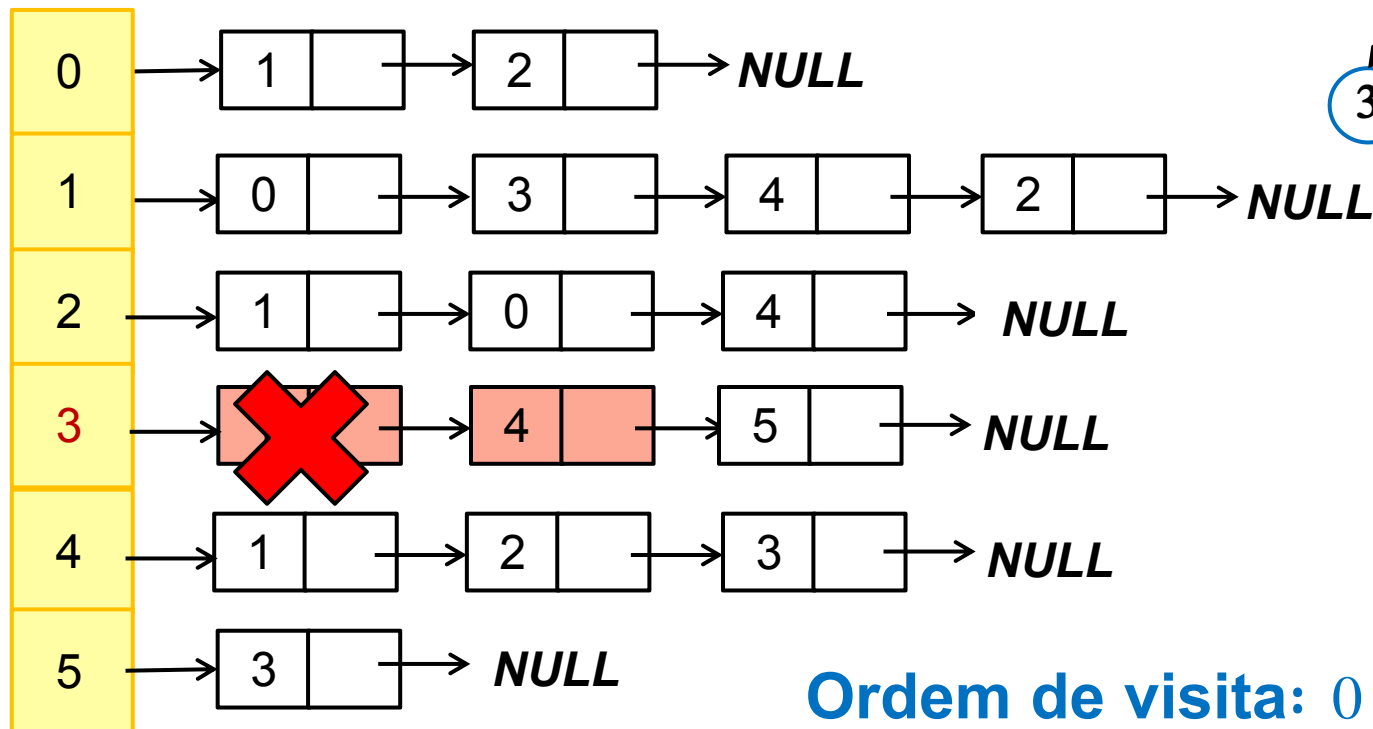 0 1 2 NULL
3
1 0 3 4 2 NULL
2 1 0 4 NULL
3 4 5 NULL
4 1 2 3 NULL
5 3 NULL
Ordem de visita: 0